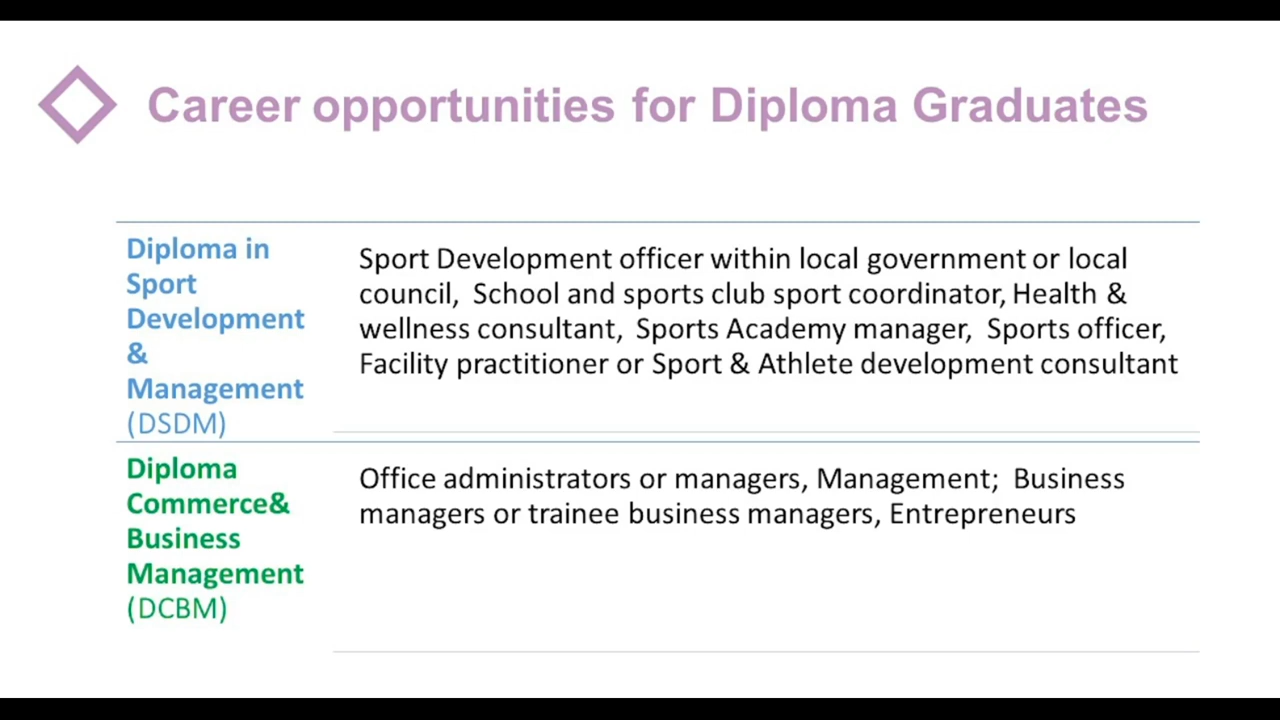 Career opportunities for Diploma Graduates
Diploma in
Sport
Development
&
Management
(DSDM)
Sport Development officer within local government or local
council, School and sports club sport coordinator, Health &
wellness consultant, Sports Academy manager, Sports officer,
Facility practitioner or Sport & Athlete development consultant
Diploma
Commerce&
Business
Management
(DCBM)
Office administrators or managers, Management; Business
managers or trainee business managers, Entrepreneurs